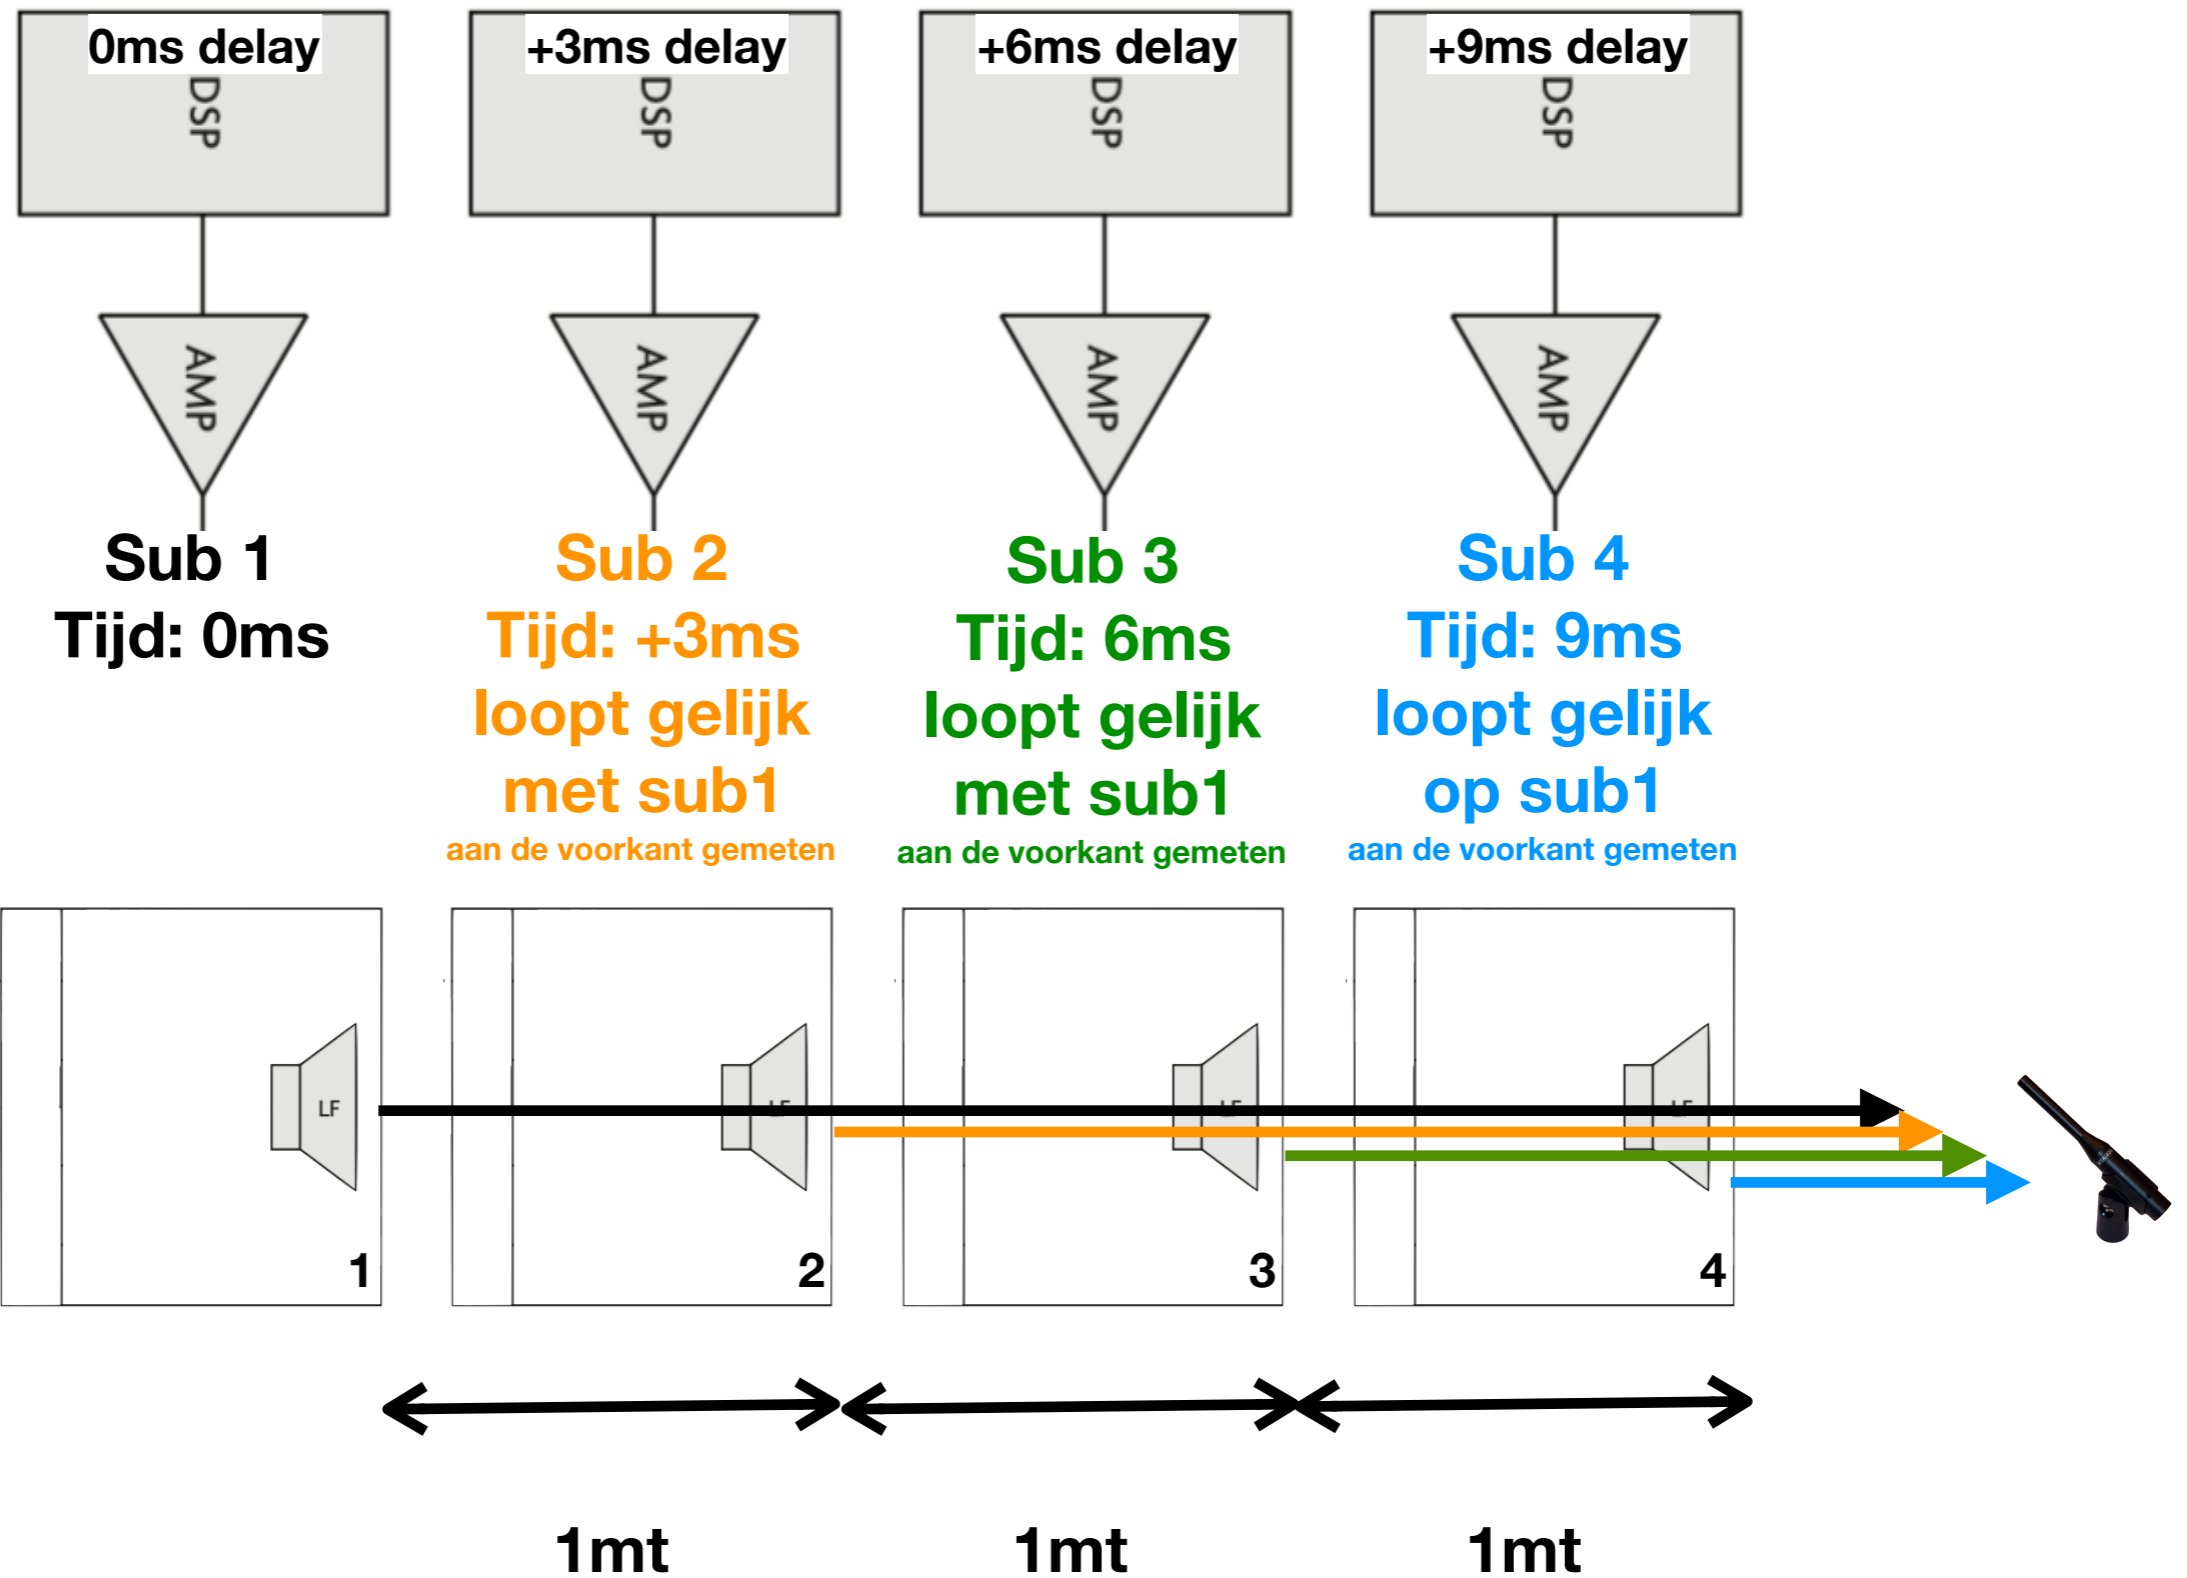 0ms delay
+3ms delay
+6ms delay
+9ms delay
DSP
DSP
DSP
DSP
AMP
AMP
AMP
AMP
Sub 1
Tijd: 0ms
Sub 2
Tijd: +3ms
loopt gelijk
met sub1
aan de voorkant gemeten
Sub 3
Tijd: 6ms
loopt gelijk
met sub1
aan de voorkant gemeten
Sub 4
Tijd: 9ms
loopt gelijk
op sub1
aan de voorkant gemeten
LF
LF
LF
LF
1
2
3
4
1mt
1mt
1mt